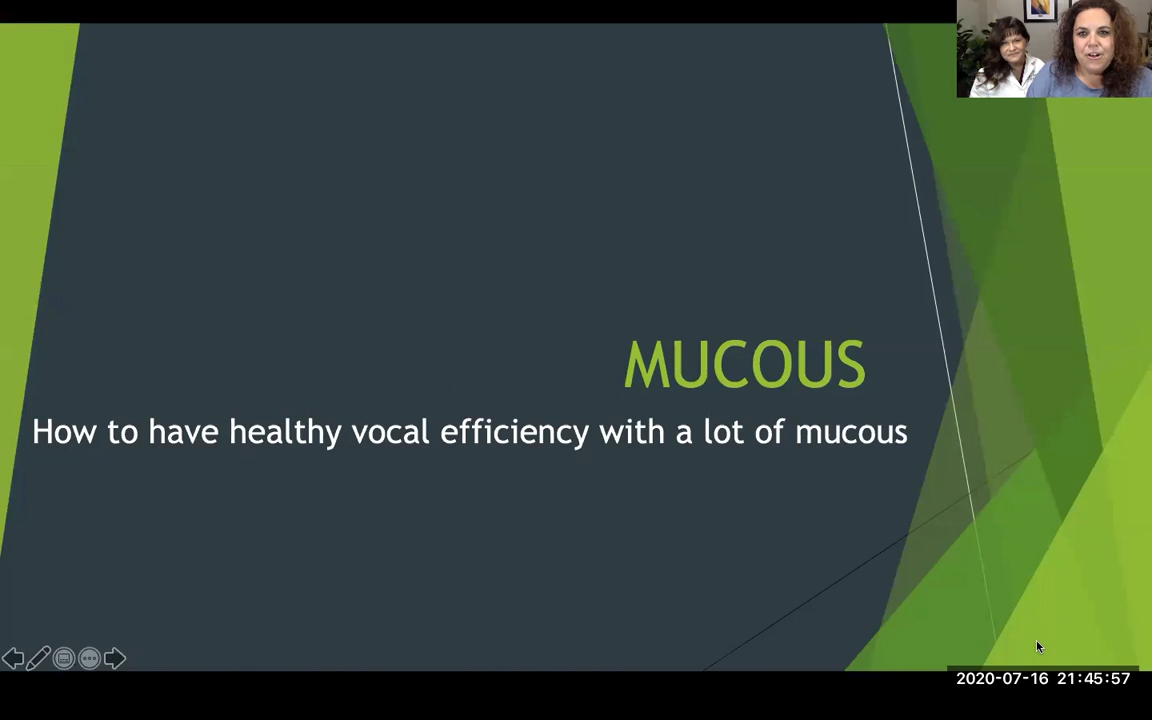 MUCOUS
How to have healthy vocal efficiency with a lot of mucous
2020-07-16 21:45:57